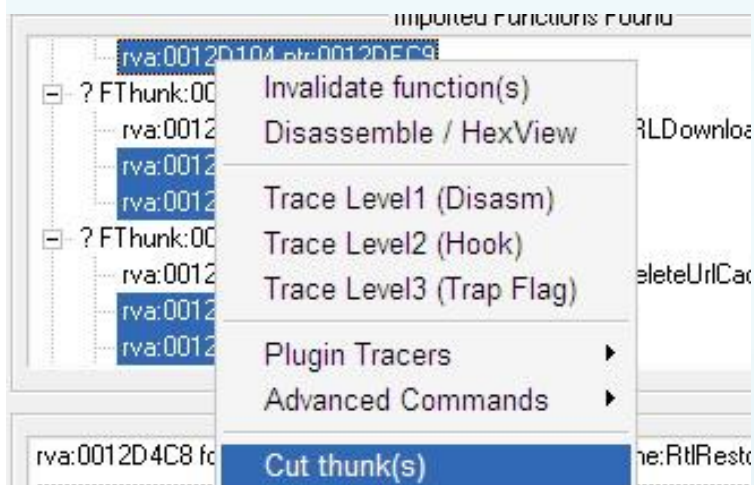 Imported Functions Found
rva:0012D104 ptr:0012DEC9
? FThunk:00
rva:0012
rva:0012
rva:0012
? FThunk:00
rva:0012
rva:0012
rva:0012
RLDownloa
eleteUrlCac
Invalidate function(s)
Disassemble / HexView
Trace Level1 (Disasm)
Trace Level2 (Hook)
Trace Level3 (Trap Flag)
Plugin Tracers
Advanced Commands
Cut thunk(s)
rva:0012D4C8 fo
ne:RtlResto